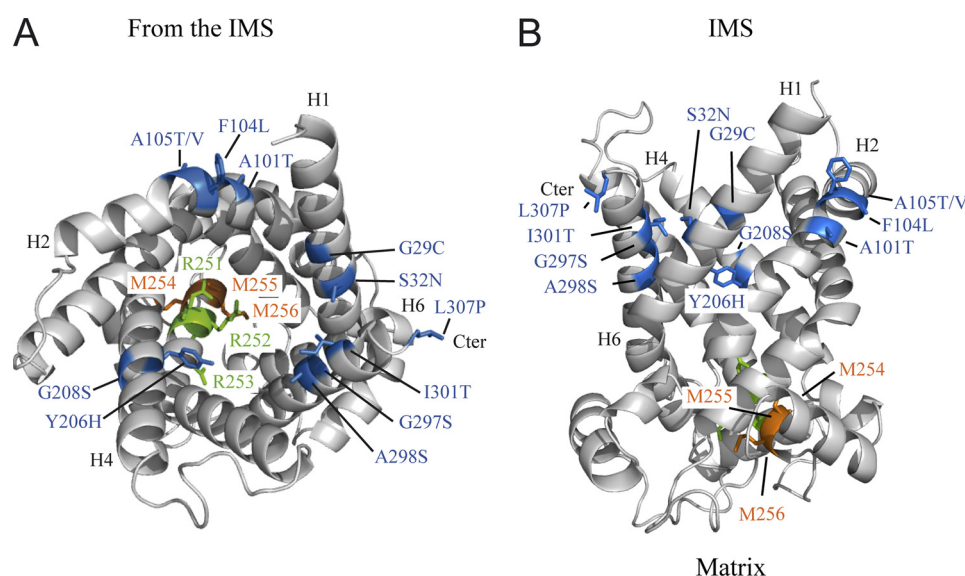 A
From the IMS
H1
F104L
A105T/V
A101T
H2
G29C
R251
M254
M255
S32N
M256
H6
L307P
R252
Cter
G208S
R253
I301T
Y206H
G297S
H4
A298S
B
IMS
H1
S32N
G29C
H4
H2
Cter
L307P
A105T/V
I301T
G208S
F104L
G297S
A101T
A298S
Y206H
H6
M254
M255
M256
Matrix